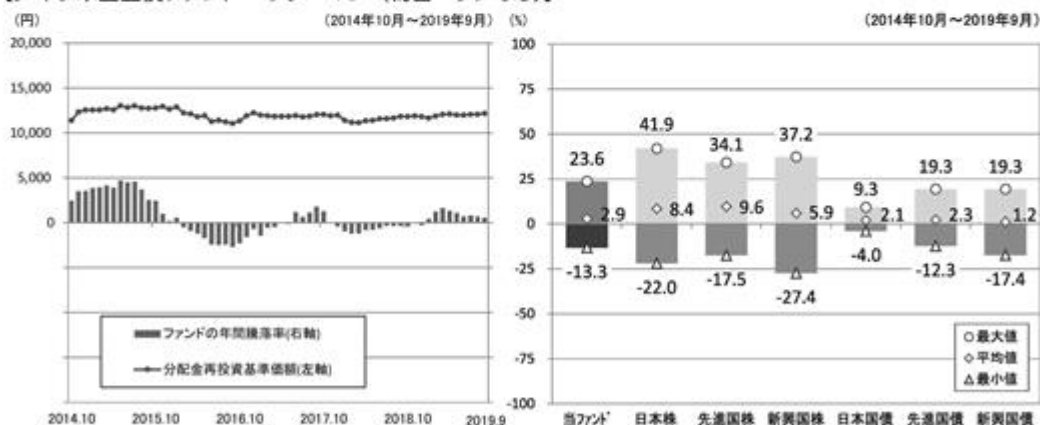 (円)
(2014年10月～2019年9月)
20,000
15,000
10,000
5,000
0
ファンドの年間騰落率(右軸)
分配金再投資基準価額(左軸)
2014.10 2015.10 2016.10 2017.10 2018.10 2019.9
(%)
(2014年10月～2019年9月)
100
75
50
25
0
-25
-50
-75
-100
23.6 41.9 34.1 37.2 9.3 19.3 19.3
2.9 8.4 9.6 5.9 2.1 2.3 1.2
-13.3 -22.0 -17.5 -27.4 -4.0 -12.3 -17.4
最大値
平均値
最小値
当ファンド 日本株 先進国株 新興国株 日本国債 先進国債 新興国債